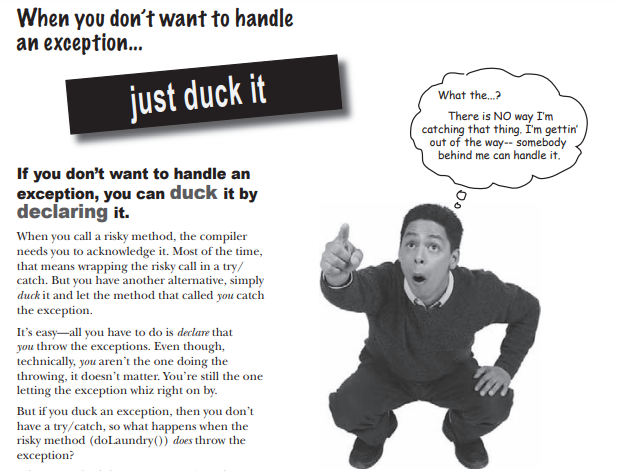 When you don't want to handle
an exception...
just duck it
What the...?
There is NO way I'm
catching that thing. I'm gettin'
out of the way-- somebody
behind me can handle it.
If you don't want to handle an
exception, you can duck it by
declaring it.
When you call a risky method, the compiler
needs you to acknowledge it. Most of the time,
that means wrapping the risky call in a try/
catch. But you have another alternative, simply
duck it and let the method that called you catch
the exception.
It's easy—all you have to do is declare that
you throw the exceptions. Even though,
technically, you aren't the one doing the
throwing, it doesn't matter. You're still the one
letting the exception whiz right on by.
But if you duck an exception, then you don't
have a try/catch, so what happens when the
risky method (doLaundry()) does throw the
exception?